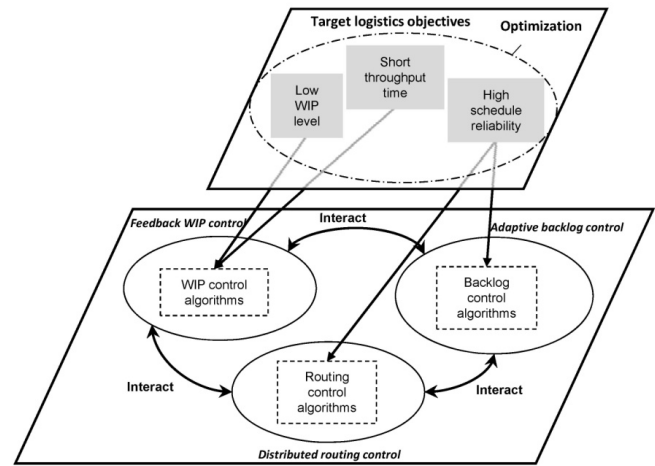 Target logistics objectives
Optimization
Short
throughput
time
Low
WIP
level
High
schedule
reliability
Feedback WIP control
Interact
Adaptive backlog control
WIP control
algorithms
Backlog
control
algorithms
Interact
Routing
control
algorithms
Interact
Distributed routing control